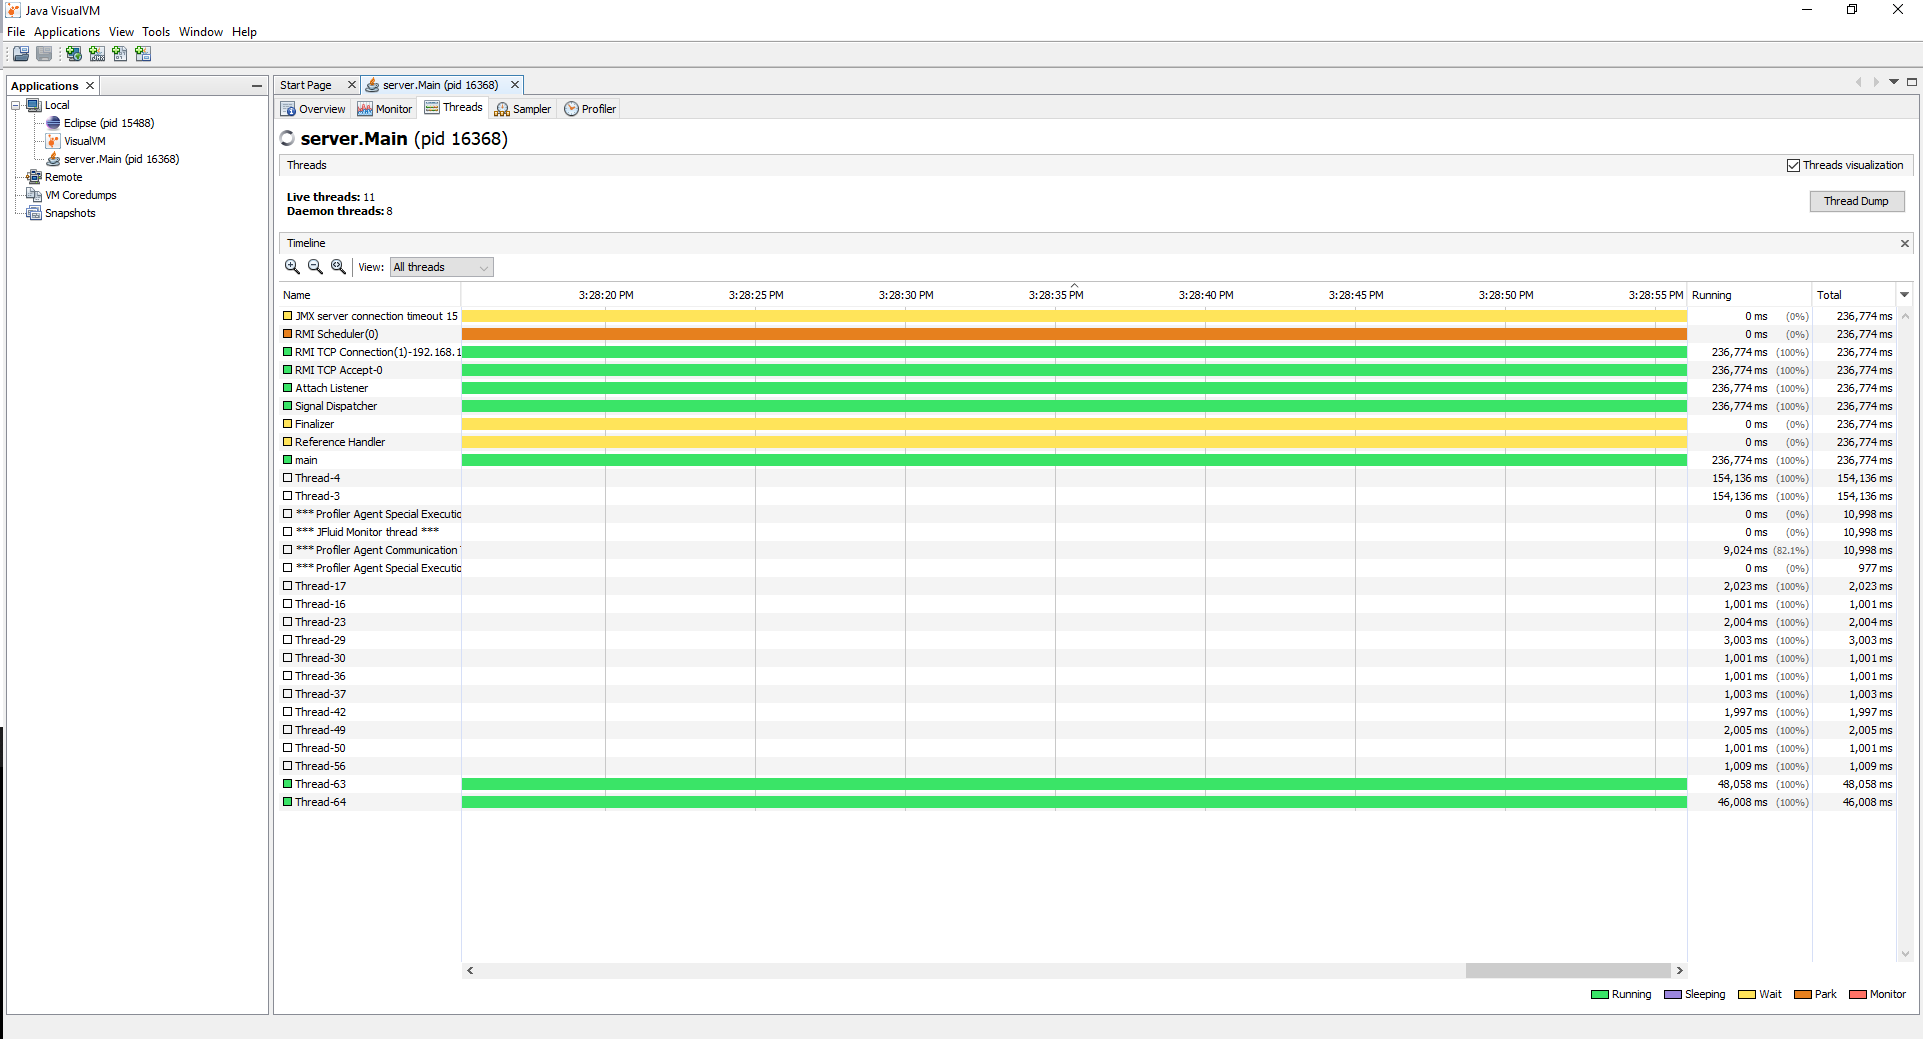 Java VisualVM
File Applications View Tools Window Help
Applications
Local
Eclipse (pid 15488)
VisualVM
server.Main (pid 16368)
Remote
VM Coredumps
Snapshots
Start Page server.Main (pid 16368)
Overview Monitor Threads Sampler Profiler
server.Main (pid 16368)
Threads Threads visualization
Live threads: 11
Daemon threads: 8
Thread Dump
Timeline
View: All threads
Name 3:28:20 PM 3:28:25 PM 3:28:30 PM 3:28:35 PM 3:28:40 PM 3:28:45 PM 3:28:50 PM 3:28:55 PM Running Total
JMX server connection timeout 15 0 ms (0%) 236,774 ms
RMI Scheduler(0) 0 ms (0%) 236,774 ms
RMI TCP Connection(1)-192.168.1 236,774 ms (100%) 236,774 ms
RMI TCP Accept-0 236,774 ms (100%) 236,774 ms
Attach Listener 236,774 ms (100%) 236,774 ms
Signal Dispatcher 236,774 ms (100%) 236,774 ms
Finalizer 0 ms (0%) 236,774 ms
Reference Handler 0 ms (0%) 236,774 ms
main 236,774 ms (100%) 236,774 ms
Thread-4 154,136 ms (100%) 154,136 ms
Thread-3 154,136 ms (100%) 154,136 ms
*** Profiler Agent Special Executio 0 ms (0%) 10,998 ms
*** JFluid Monitor thread *** 0 ms (0%) 10,998 ms
*** Profiler Agent Communication 9,024 ms (82.1%) 10,998 ms
*** Profiler Agent Special Executio 0 ms (0%) 977 ms
Thread-17 2,023 ms (100%) 2,023 ms
Thread-16 1,001 ms (100%) 1,001 ms
Thread-23 2,004 ms (100%) 2,004 ms
Thread-29 3,003 ms (100%) 3,003 ms
Thread-30 1,001 ms (100%) 1,001 ms
Thread-36 1,001 ms (100%) 1,001 ms
Thread-37 1,003 ms (100%) 1,003 ms
Thread-42 1,997 ms (100%) 1,997 ms
Thread-49 2,005 ms (100%) 2,005 ms
Thread-50 1,001 ms (100%) 1,001 ms
Thread-56 1,009 ms (100%) 1,009 ms
Thread-63 48,058 ms (100%) 48,058 ms
Thread-64 46,008 ms (100%) 46,008 ms
Running Sleeping Wait Park Monitor